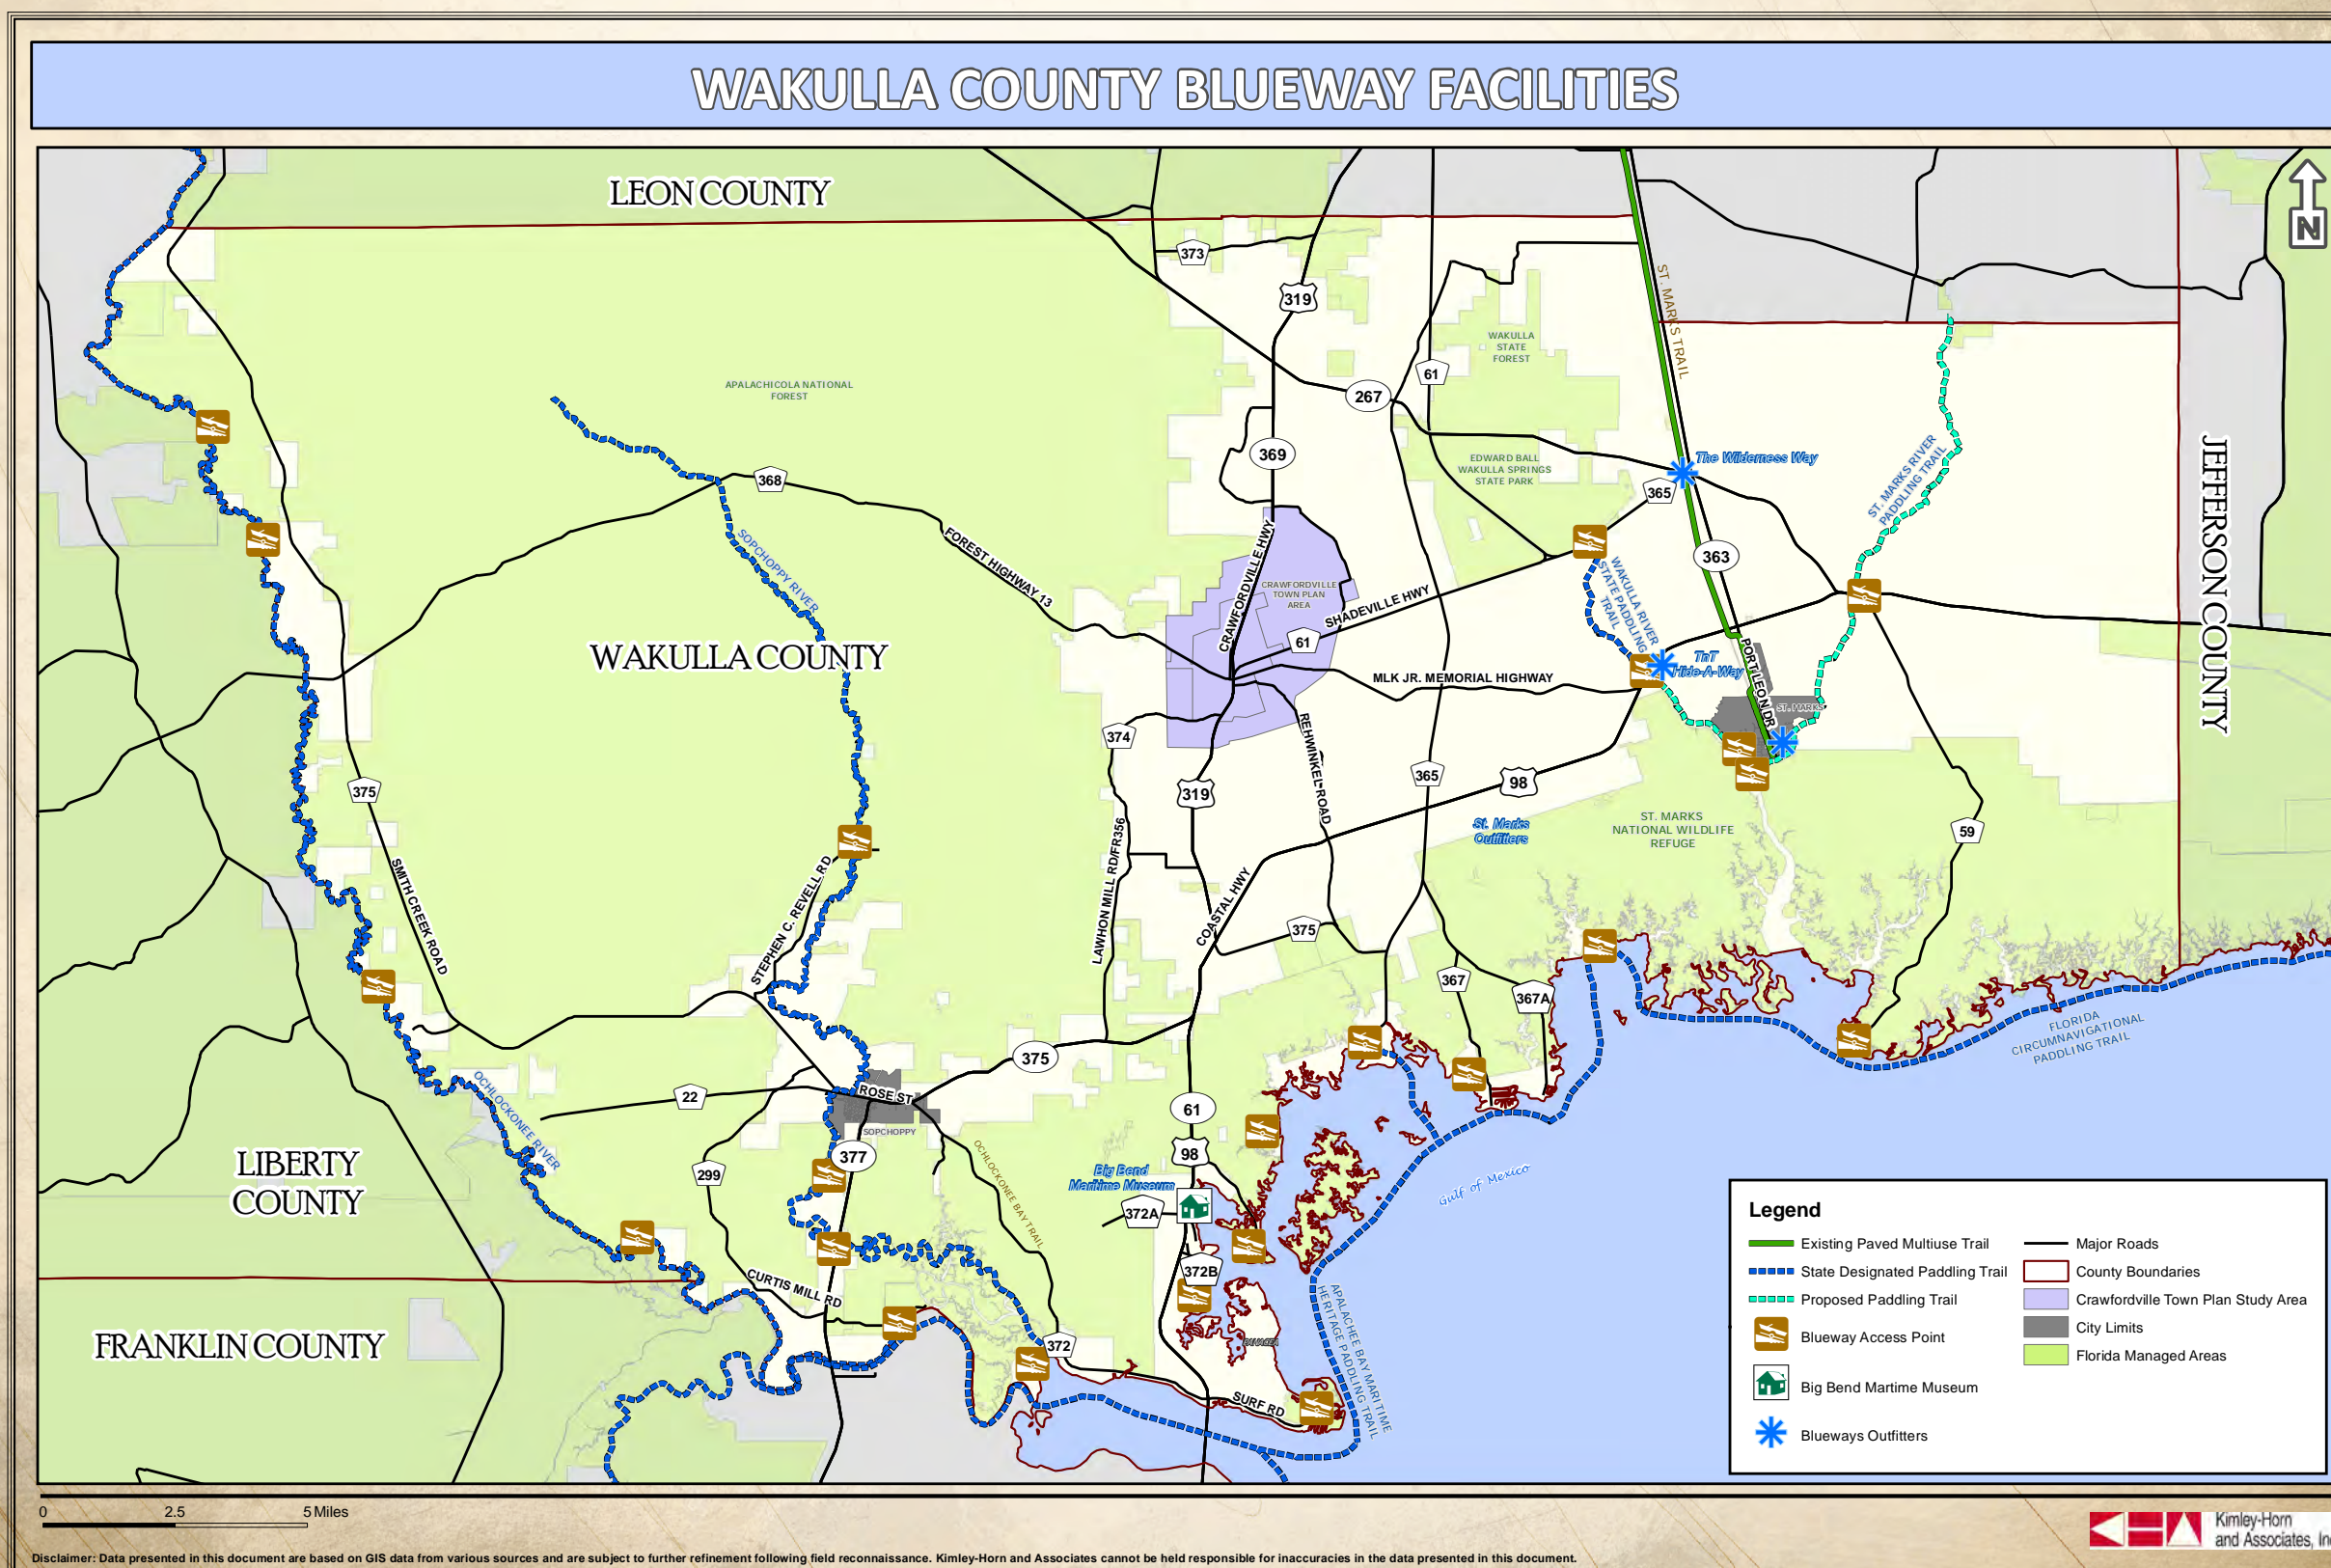 WAKULLA COUNTY BLUEWAY FACILITIES
LEON COUNTY
N
373
319
ST. MARKS TRAIL
WAKULLA
STATE
FOREST
61
APALACHICOLA NATIONAL
FOREST
267
JEFFERSON COUNTY
369
EDWARD BALL
WAKULLA SPRINGS
STATE PARK
The Wilderness Way
ST. MARKS RIVER
PADDLING TRAIL
368
365
SOPCHOPPY RIVER
FOREST HIGHWAY 13
CRAWFORDVILLE HWY
363
CRAWFORDVILLE
TOWN PLAN
AREA
SHADEVILLE HWY
WAKULLA RIVER
STATE PADDLING
TRAIL
WAKULLA COUNTY
61
TnT
Hide-A-Way
PORT LEON DR
MLK JR. MEMORIAL HIGHWAY
ST. MARKS
374
REHWINKEL ROAD
375
319
365
98
SMITH CREEK ROAD
LAWHON MILL RD/FR356
St. Marks
Outfitters
ST. MARKS
NATIONAL WILDLIFE
REFUGE
59
STEPHEN C. REVELL RD
COASTAL HWY
375
367
367A
FLORIDA
CIRCUMNAVIGATIONAL
PADDLING TRAIL
375
OCHLOCKONEE RIVER
22
ROSE ST
61
SOPCHOPPY
LIBERTY
COUNTY
299
377
OCHLOCKONEE BAY TRAIL
98
Big Bend
Maritime Museum
372A
Gulf of Mexico
372B
CURTIS MILL RD
APALACHEE BAY MARITIME
HERITAGE PADDLING TRAIL
FRANKLIN COUNTY
372
PANACEA
SURF RD
Legend
Existing Paved Multiuse Trail
State Designated Paddling Trail
Proposed Paddling Trail
Blueway Access Point
Big Bend Martime Museum
Blueways Outfitters
Major Roads
County Boundaries
Crawfordville Town Plan Study Area
City Limits
Florida Managed Areas
0 2.5 5 Miles
Kimley-Horn
and Associates, In
Disclaimer: Data presented in this document are based on GIS data from various sources and are subject to further refinement following field reconnaissance. Kimley-Horn and Associates cannot be held responsible for inaccuracies in the data presented in this document.